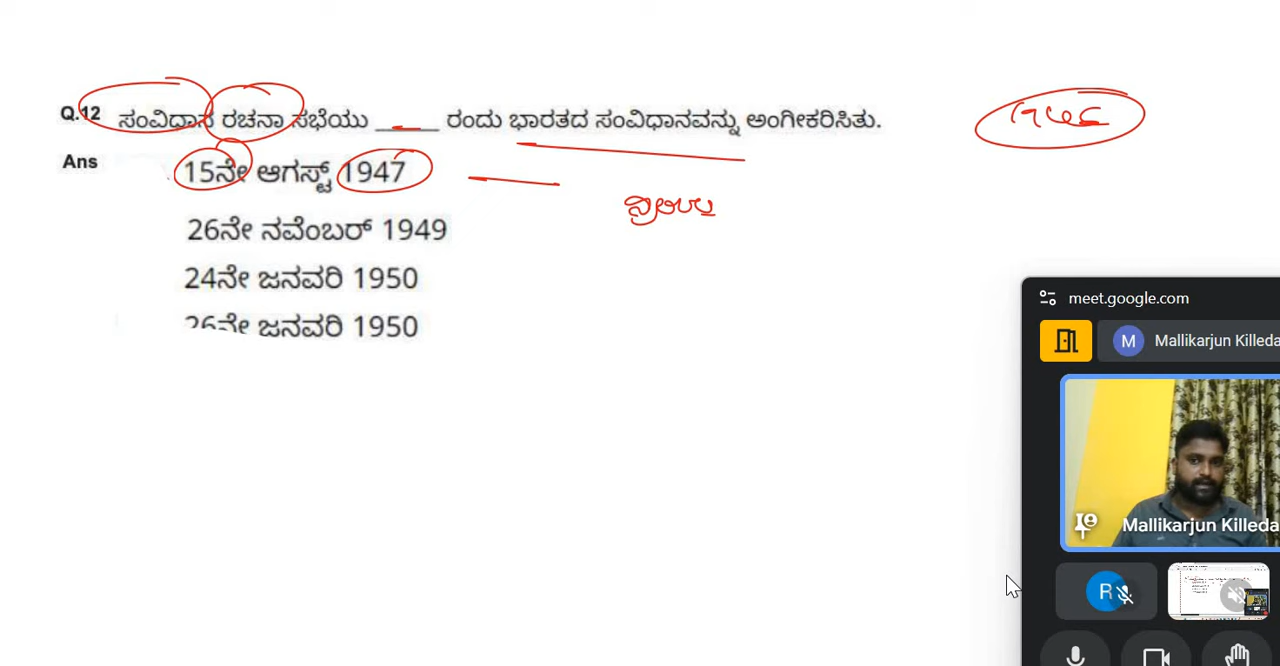 Q.12 ಸಂವಿದಾನ ರಚನಾ ಸಭೆಯು _____ ರಂದು ಭಾರತದ ಸಂವಿಧಾನವನ್ನು ಅಂಗೀಕರಿಸಿತು.
Ans
15ನೇ ಆಗಸ್ಟ್ 1947
26ನೇ ನವೆಂಬರ್ 1949
24ನೇ ಜನವರಿ 1950
26ನೇ ಜನವರಿ 1950
meet.google.com
M Mallikarjun Killeda
Mallikarjun Killeda
R